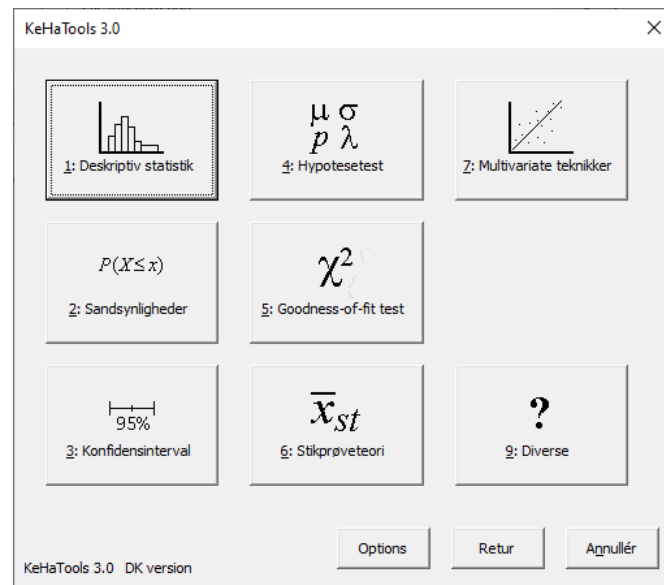 KeHaTools 3.0
1: Deskriptiv statistik
μ σ
p λ
4: Hypotesetest
7: Multivariate teknikker
P(X≤x)
2: Sandsynligheder
χ²
5: Goodness-of-fit test
95%
3: Konfidensinterval
x̅st
6: Stikprøveteori
?
9: Diverse
Options
Retur
Annullér
KeHaTools 3.0 DK version